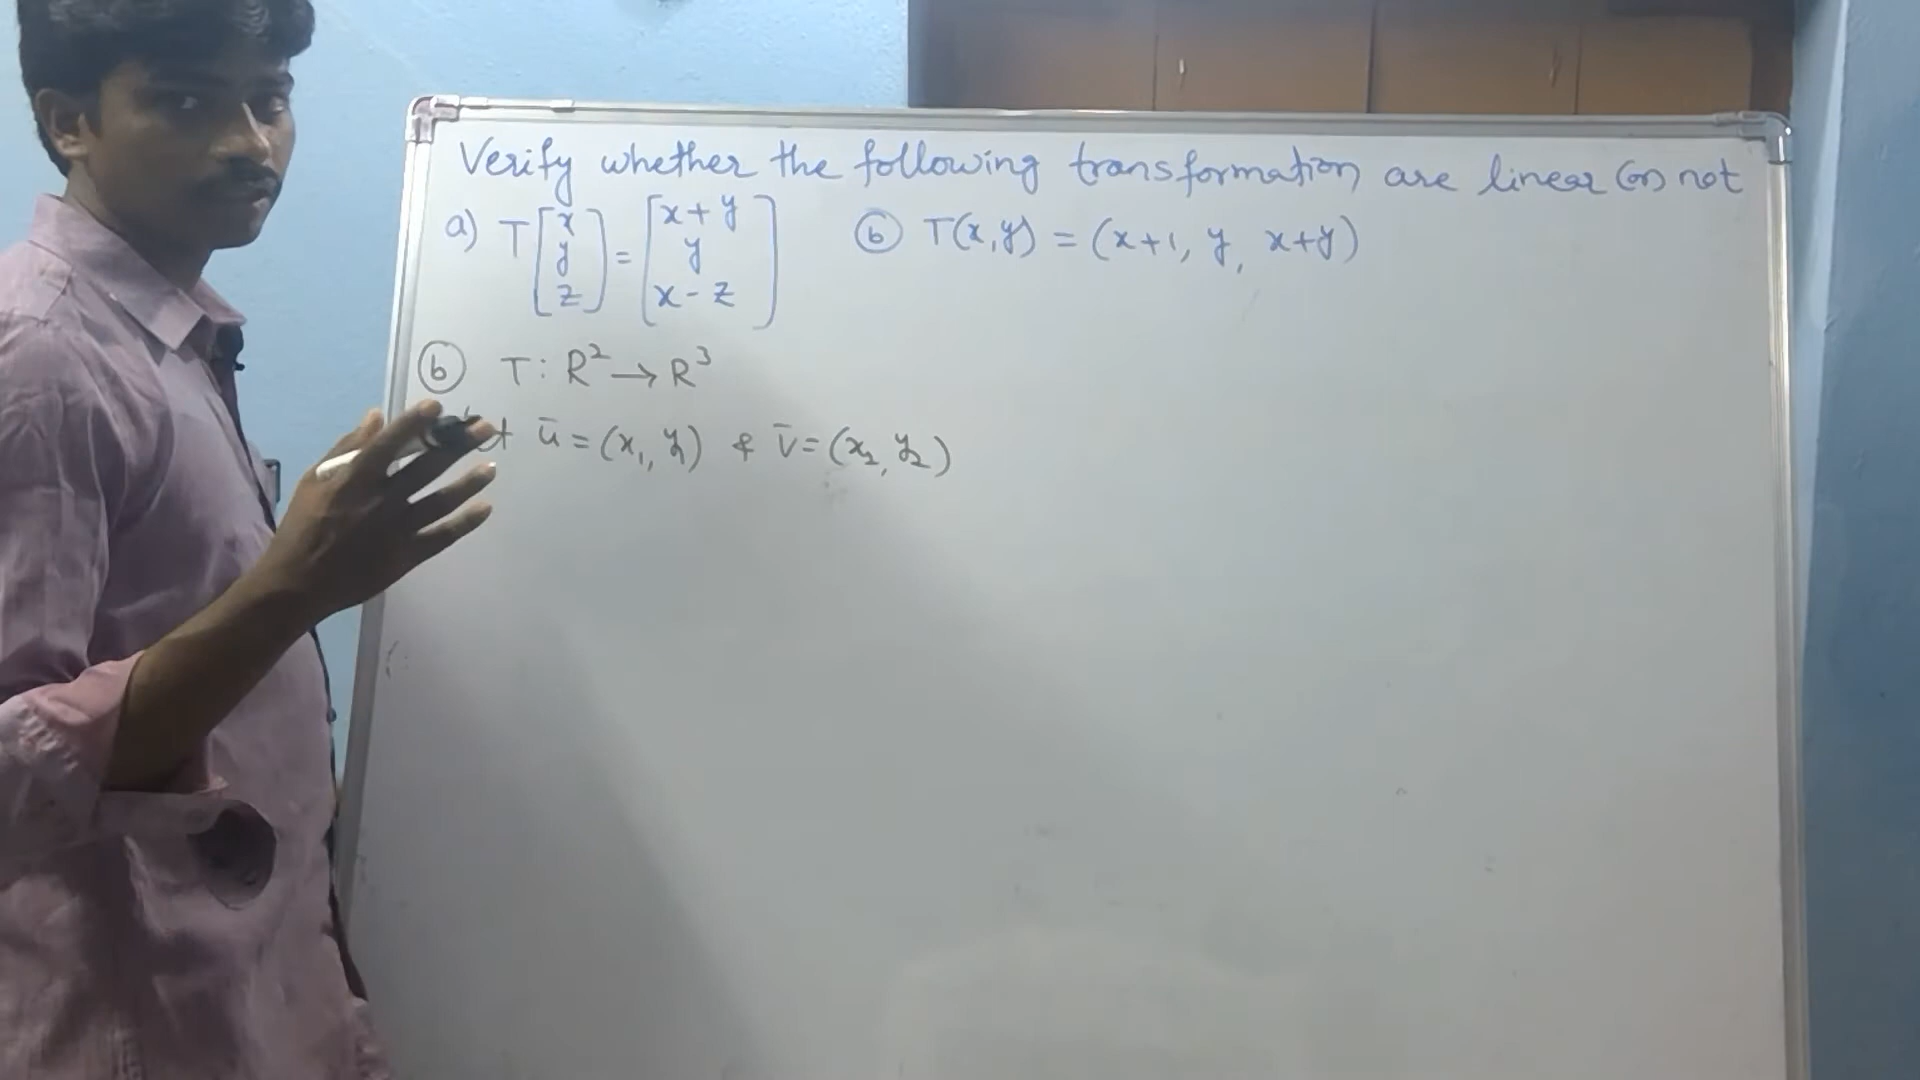 Verify whether the following transformation are linear (or) not
a) T[x y z] = [x+y y x-z] ⓑ T(x,y) = (x+1, y, x+y)
ⓑ T: R² → R³
ū = (x₁, y₁) & v̄ = (x₂, y₂)